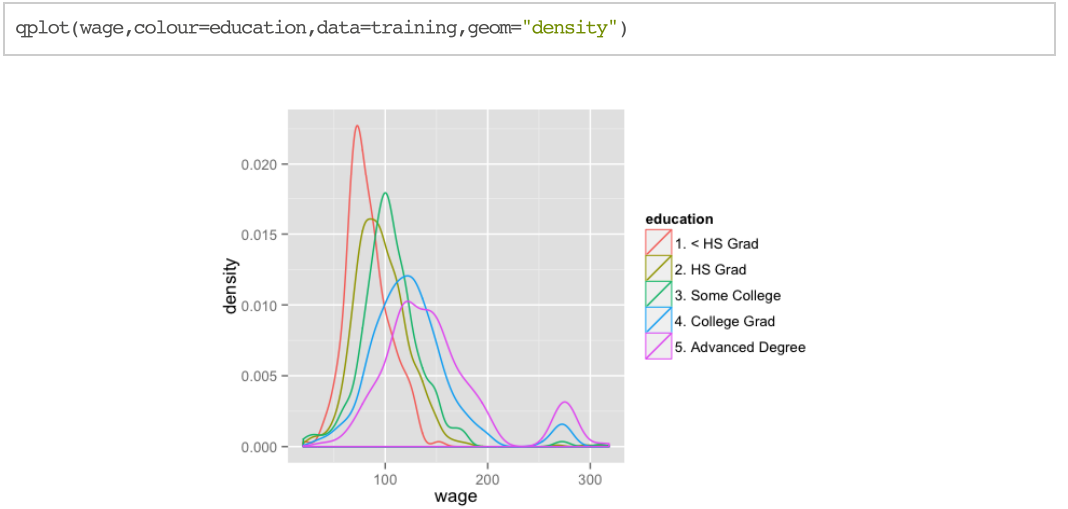 qplot(wage,colour=education,data=training,geom="density")
0.020
0.015
0.010
0.005
0.000
density
100 200 300
wage
education
1. < HS Grad
2. HS Grad
3. Some College
4. College Grad
5. Advanced Degree